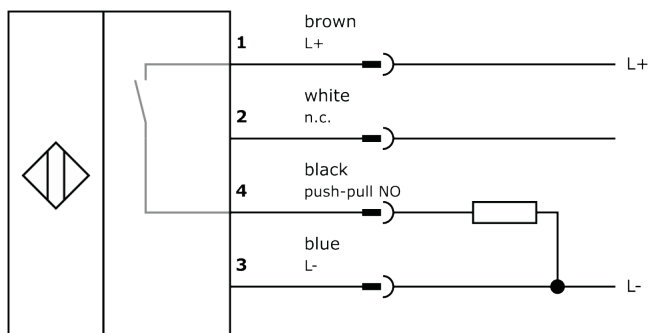 brown
1
L+
L+
white
2
n.c.
black
4
push-pull NO
blue
3
L-
L-